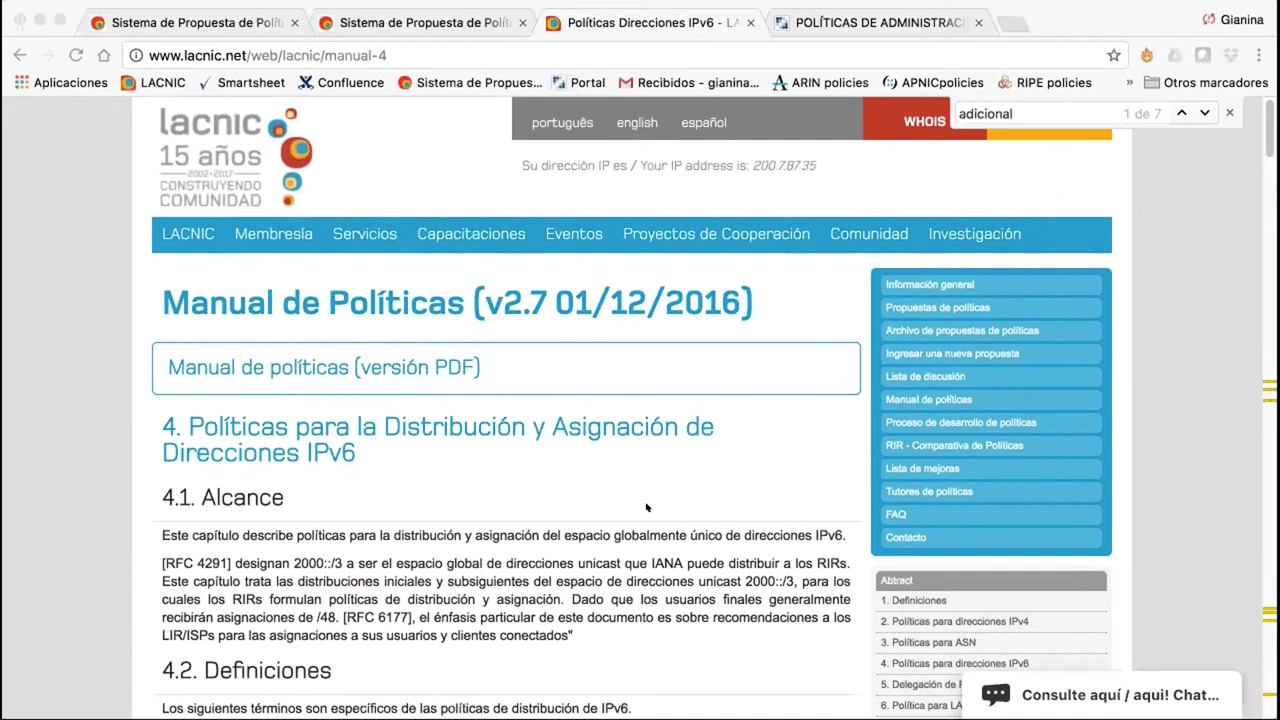 Sistema de Propuesta de Polít
Sistema de Propuesta de Polít
Políticas Direcciones IPv6 - LA
POLÍTICAS DE ADMINISTRAC
Gianina
www.lacnic.net/web/lacnic/manual-4
Aplicaciones
LACNIC
Smartsheet
Confluence
Sistema de Propues...
Portal
Recibidos - gianina...
ARIN policies
APNICpolicies
RIPE policies
»
Otros marcadores
adicional
1 de 7
lacnic
15 años
2002-2017
CONSTRUYENDO
COMUNIDAD
português
english
español
WHOIS
Su dirección IP es / Your IP address is: 200.7.87.35
LACNIC
Membresía
Servicios
Capacitaciones
Eventos
Proyectos de Cooperación
Comunidad
Investigación
Manual de Políticas (v2.7 01/12/2016)
Manual de políticas (versión PDF)
4. Políticas para la Distribución y Asignación de
Direcciones IPv6
4.1. Alcance
Este capítulo describe políticas para la distribución y asignación del espacio globalmente único de direcciones IPv6.
[RFC 4291] designan 2000::/3 a ser el espacio global de direcciones unicast que IANA puede distribuir a los RIRs.
Este capítulo trata las distribuciones iniciales y subsiguientes del espacio de direcciones unicast 2000::/3, para los
cuales los RIRs formulan políticas de distribución y asignación. Dado que los usuarios finales generalmente
recibirán asignaciones de /48. [RFC 6177], el énfasis particular de este documento es sobre recomendaciones a los
LIR/ISPs para las asignaciones a sus usuarios y clientes conectados"
4.2. Definiciones
Los siguientes términos son específicos de las políticas de distribución de IPv6.
Información general
Propuestas de políticas
Archivo de propuestas de políticas
Ingresar una nueva propuesta
Lista de discusión
Manual de políticas
Proceso de desarrollo de políticas
RIR - Comparativa de Políticas
Lista de mejoras
Tutores de políticas
FAQ
Contacto
Abtract
1. Definiciones
2. Políticas para direcciones IPv4
3. Políticas para ASN
4. Políticas para direcciones IPv6
5. Delegación de
6. Política para LA
Consulte aquí / aqui! Chat...